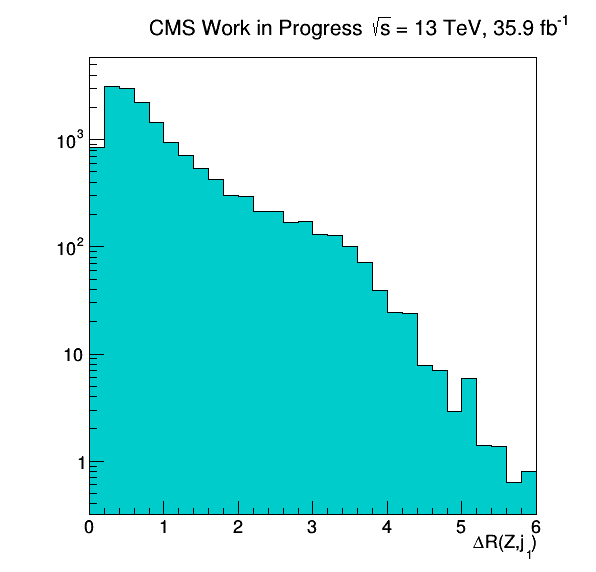 CMS Work in Progress √s = 13 TeV, 35.9 fb⁻¹
10³
10²
10
1
0 1 2 3 4 5 6
ΔR(Z,j₁)